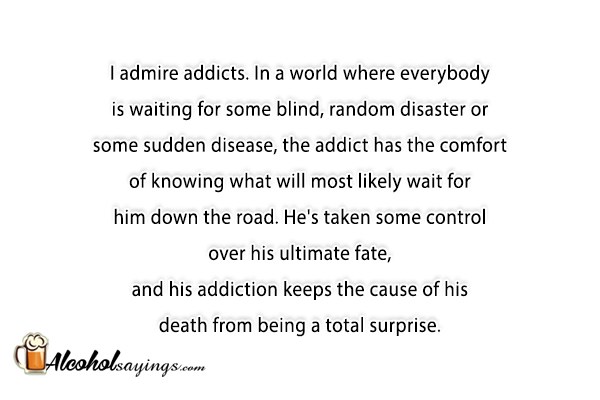 I admire addicts. In a world where everybody
is waiting for some blind, random disaster or
some sudden disease, the addict has the comfort
of knowing what will most likely wait for
him down the road. He's taken some control
over his ultimate fate,
and his addiction keeps the cause of his
death from being a total surprise.
Alcoholsayings.com